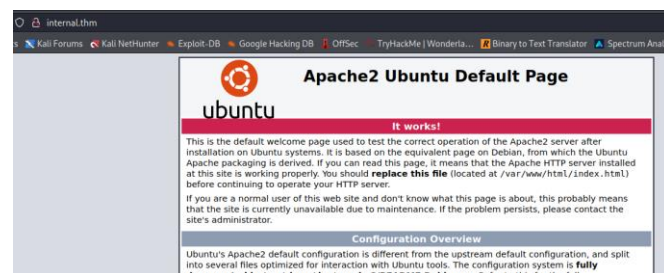 internal.thm
s Kali Forums Kali NetHunter Exploit-DB Google Hacking DB OffSec TryHackMe | Wonderla... Binary to Text Translator Spectrum Anal
Apache2 Ubuntu Default Page
ubuntu
It works!
This is the default welcome page used to test the correct operation of the Apache2 server after
installation on Ubuntu systems. It is based on the equivalent page on Debian, from which the Ubuntu
Apache packaging is derived. If you can read this page, it means that the Apache HTTP server installed
at this site is working properly. You should replace this file (located at /var/www/html/index.html)
before continuing to operate your HTTP server.
If you are a normal user of this web site and don't know what this page is about, this probably means
that the site is currently unavailable due to maintenance. If the problem persists, please contact the
site's administrator.
Configuration Overview
Ubuntu's Apache2 default configuration is different from the upstream default configuration, and split
into several files optimized for interaction with Ubuntu tools. The configuration system is fully